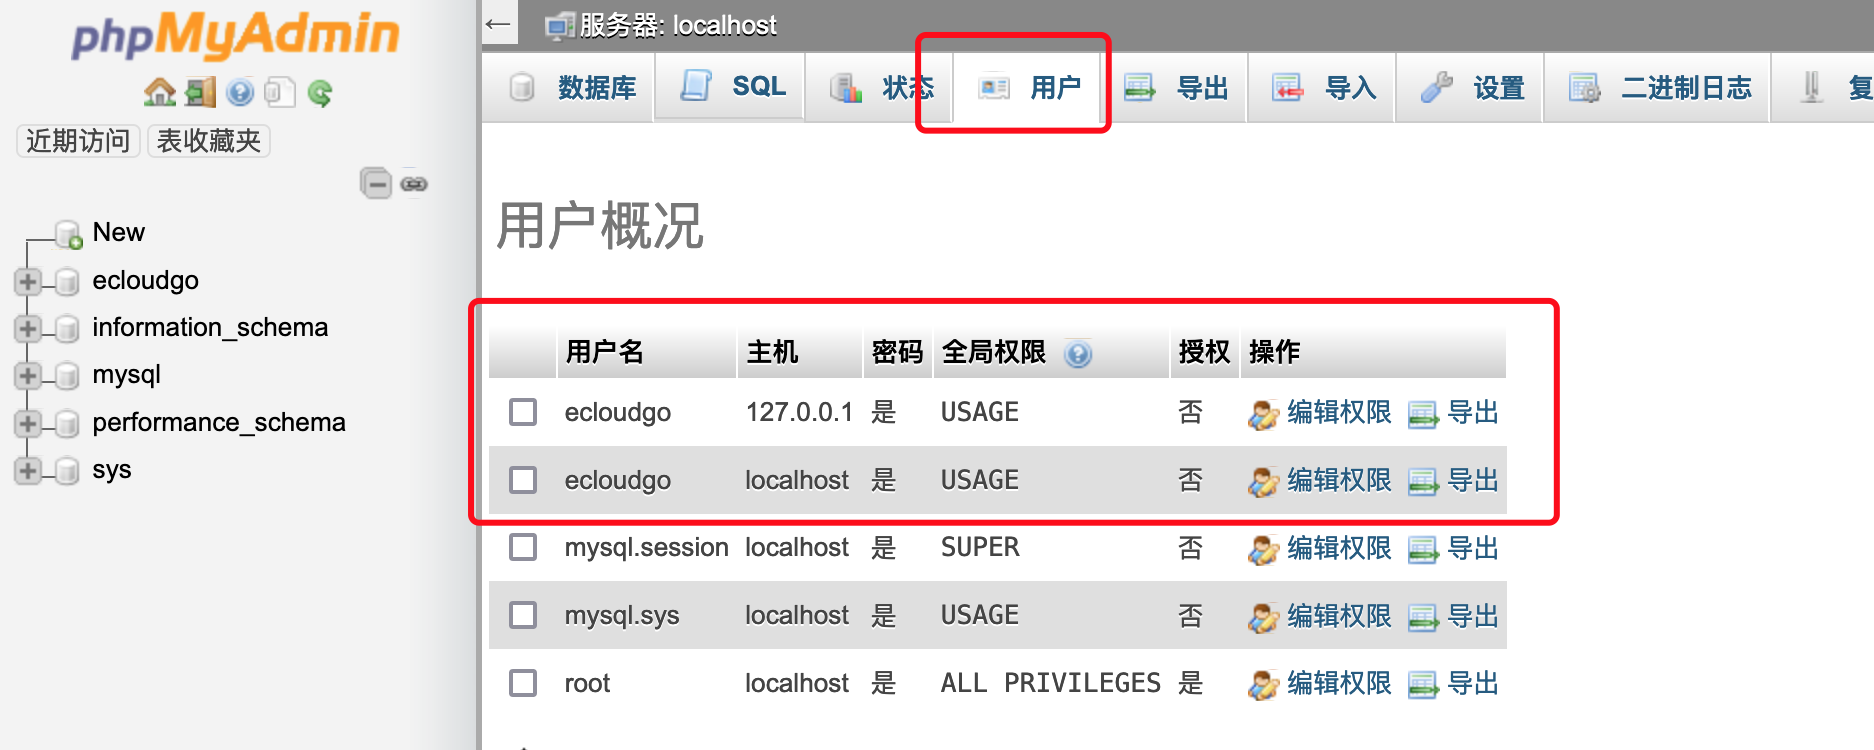 phpMyAdmin
近期访问 表收藏夹
New
ecloudgo
information_schema
mysql
performance_schema
sys
← 服务器: localhost
数据库 SQL 状态 用户 导出 导入 设置 二进制日志 复
用户概况
用户名 主机 密码 全局权限 授权 操作
ecloudgo 127.0.0.1 是 USAGE 否 编辑权限 导出
ecloudgo localhost 是 USAGE 否 编辑权限 导出
mysql.session localhost 是 SUPER 否 编辑权限 导出
mysql.sys localhost 是 USAGE 否 编辑权限 导出
root localhost 是 ALL PRIVILEGES 是 编辑权限 导出